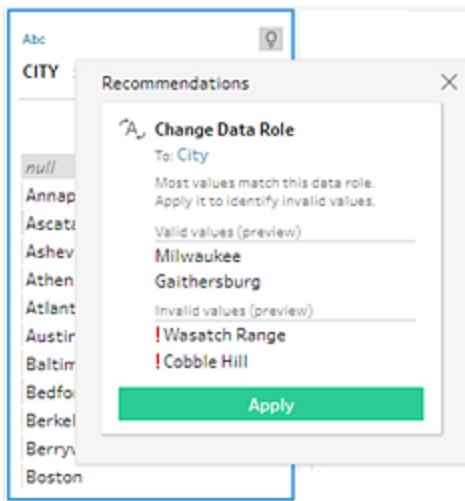 Abc
CITY
Recommendations
Change Data Role
To: City
Most values match this data role.
Apply it to identify invalid values.
Valid values (preview)
Milwaukee
Gaithersburg
Invalid values (preview)
! Wasatch Range
! Cobble Hill
Apply
null
Annap
Ascata
Ashev
Athen
Atlant
Austin
Baltim
Bedfo
Berkel
Berryv
Boston